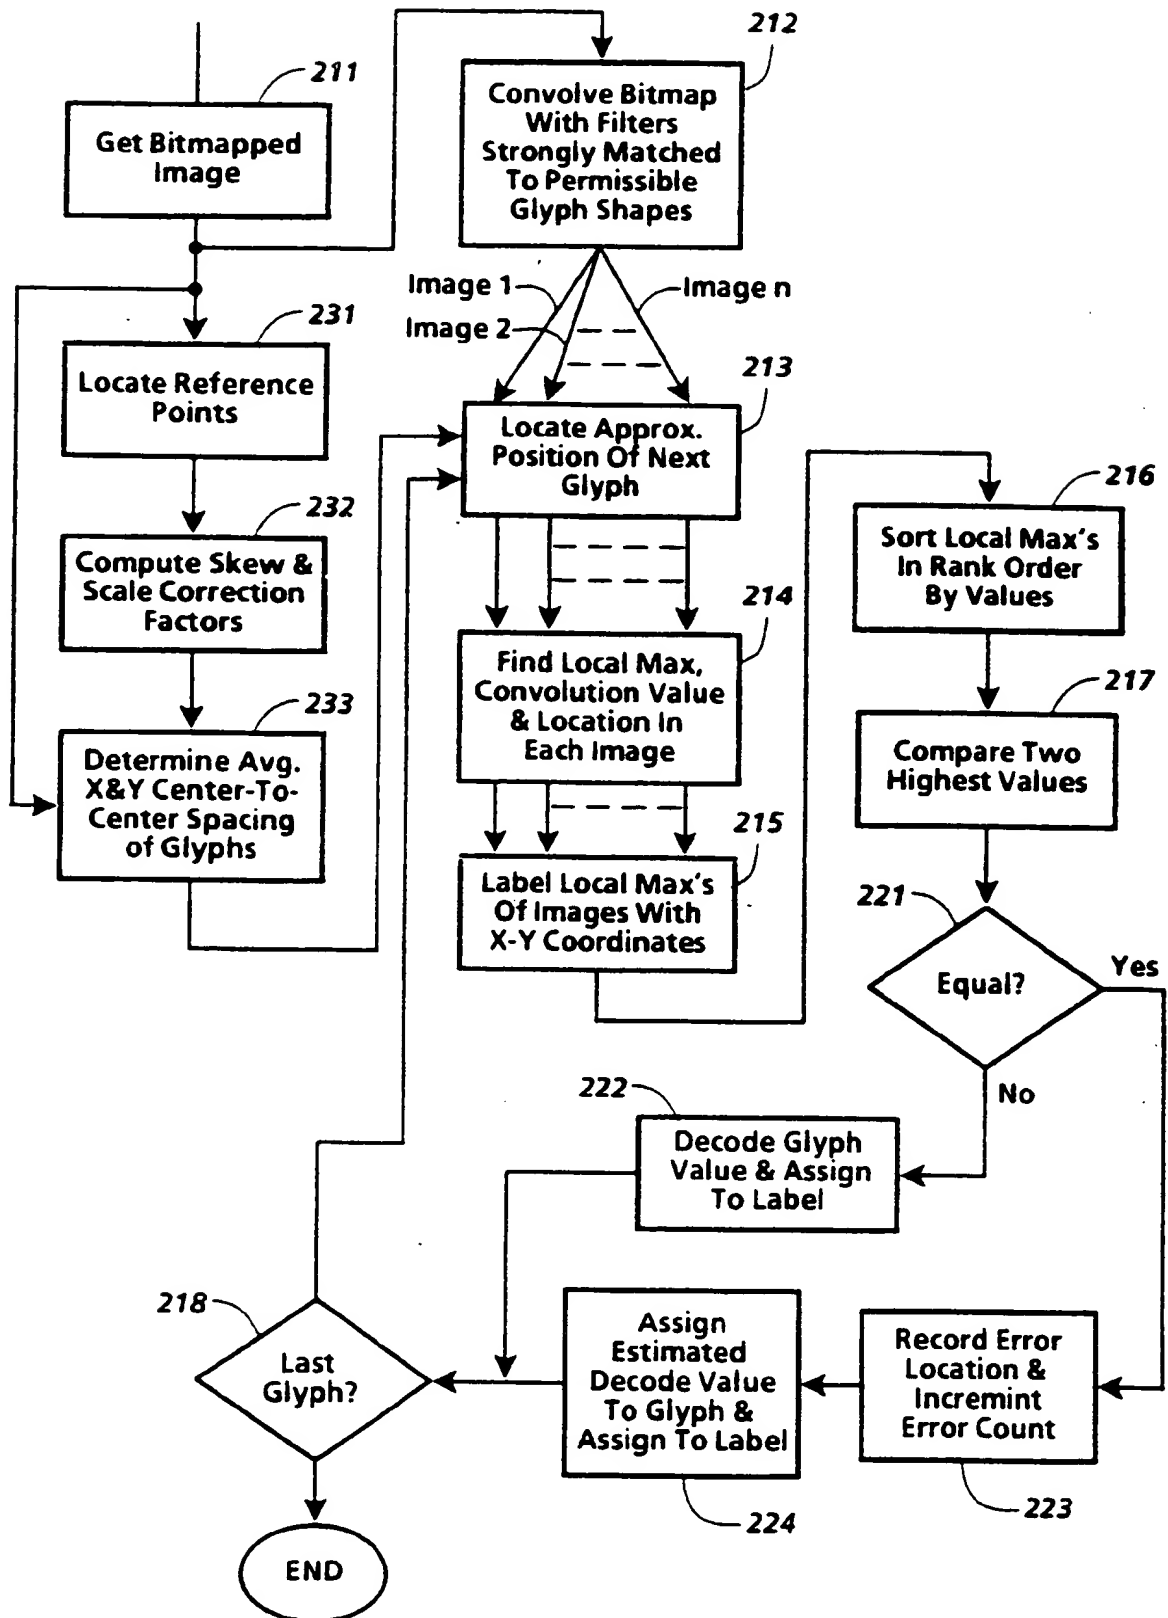 211
Get Bitmapped
Image
212
Convolve Bitmap
With Filters
Strongly Matched
To Permissible
Glyph Shapes
Image 1
Image 2
Image n
231
Locate Reference
Points
232
Compute Skew &
Scale Correction
Factors
233
Determine Avg.
X&Y Center-To-
Center Spacing
of Glyphs
213
Locate Approx.
Position Of Next
Glyph
214
Find Local Max,
Convolution Value
& Location In
Each Image
215
Label Local Max's
Of Images With
X-Y Coordinates
216
Sort Local Max's
In Rank Order
By Values
217
Compare Two
Highest Values
221
Equal?
Yes
No
222
Decode Glyph
Value & Assign
To Label
223
Record Error
Location &
Incremint
Error Count
224
Assign
Estimated
Decode Value
To Glyph &
Assign To Label
218
Last
Glyph?
END